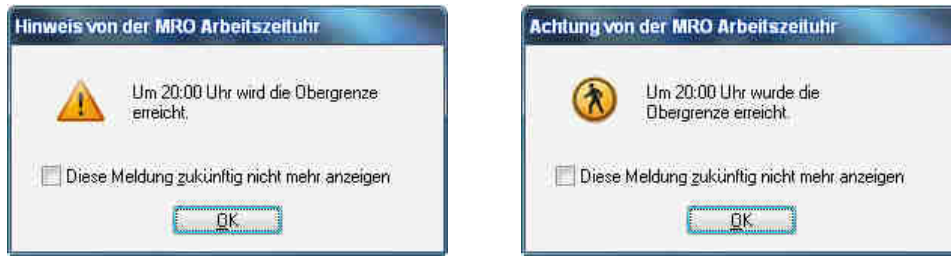 Hinweis von der MRO Arbeitszeituhr
Um 20:00 Uhr wird die Obergrenze
erreicht.
Diese Meldung zukünftig nicht mehr anzeigen
OK
Achtung von der MRO Arbeitszeituhr
Um 20:00 Uhr wurde die
Obergrenze erreicht.
Diese Meldung zukünftig nicht mehr anzeigen
OK